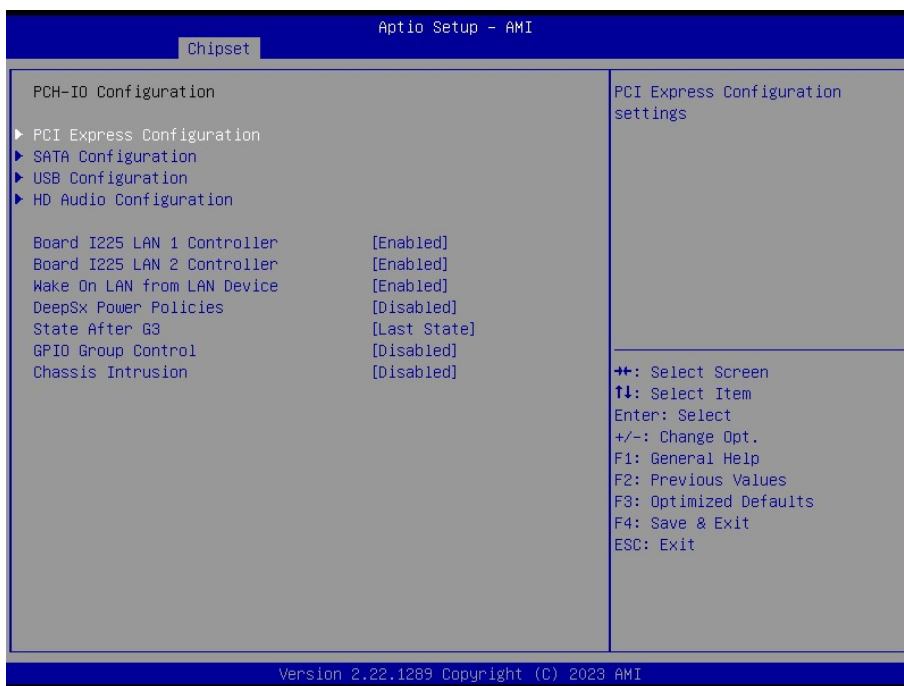 Aptio Setup – AMI
Chipset
PCH-IO Configuration
PCI Express Configuration
SATA Configuration
USB Configuration
HD Audio Configuration
Board I225 LAN 1 Controller [Enabled]
Board I225 LAN 2 Controller [Enabled]
Wake On LAN from LAN Device [Enabled]
DeepSx Power Policies [Disabled]
State After G3 [Last State]
GPIO Group Control [Disabled]
Chassis Intrusion [Disabled]
PCI Express Configuration
settings
→←: Select Screen
↑↓: Select Item
Enter: Select
+/-: Change Opt.
F1: General Help
F2: Previous Values
F3: Optimized Defaults
F4: Save & Exit
ESC: Exit
Version 2.22.1289 Copyright (C) 2023 AMI